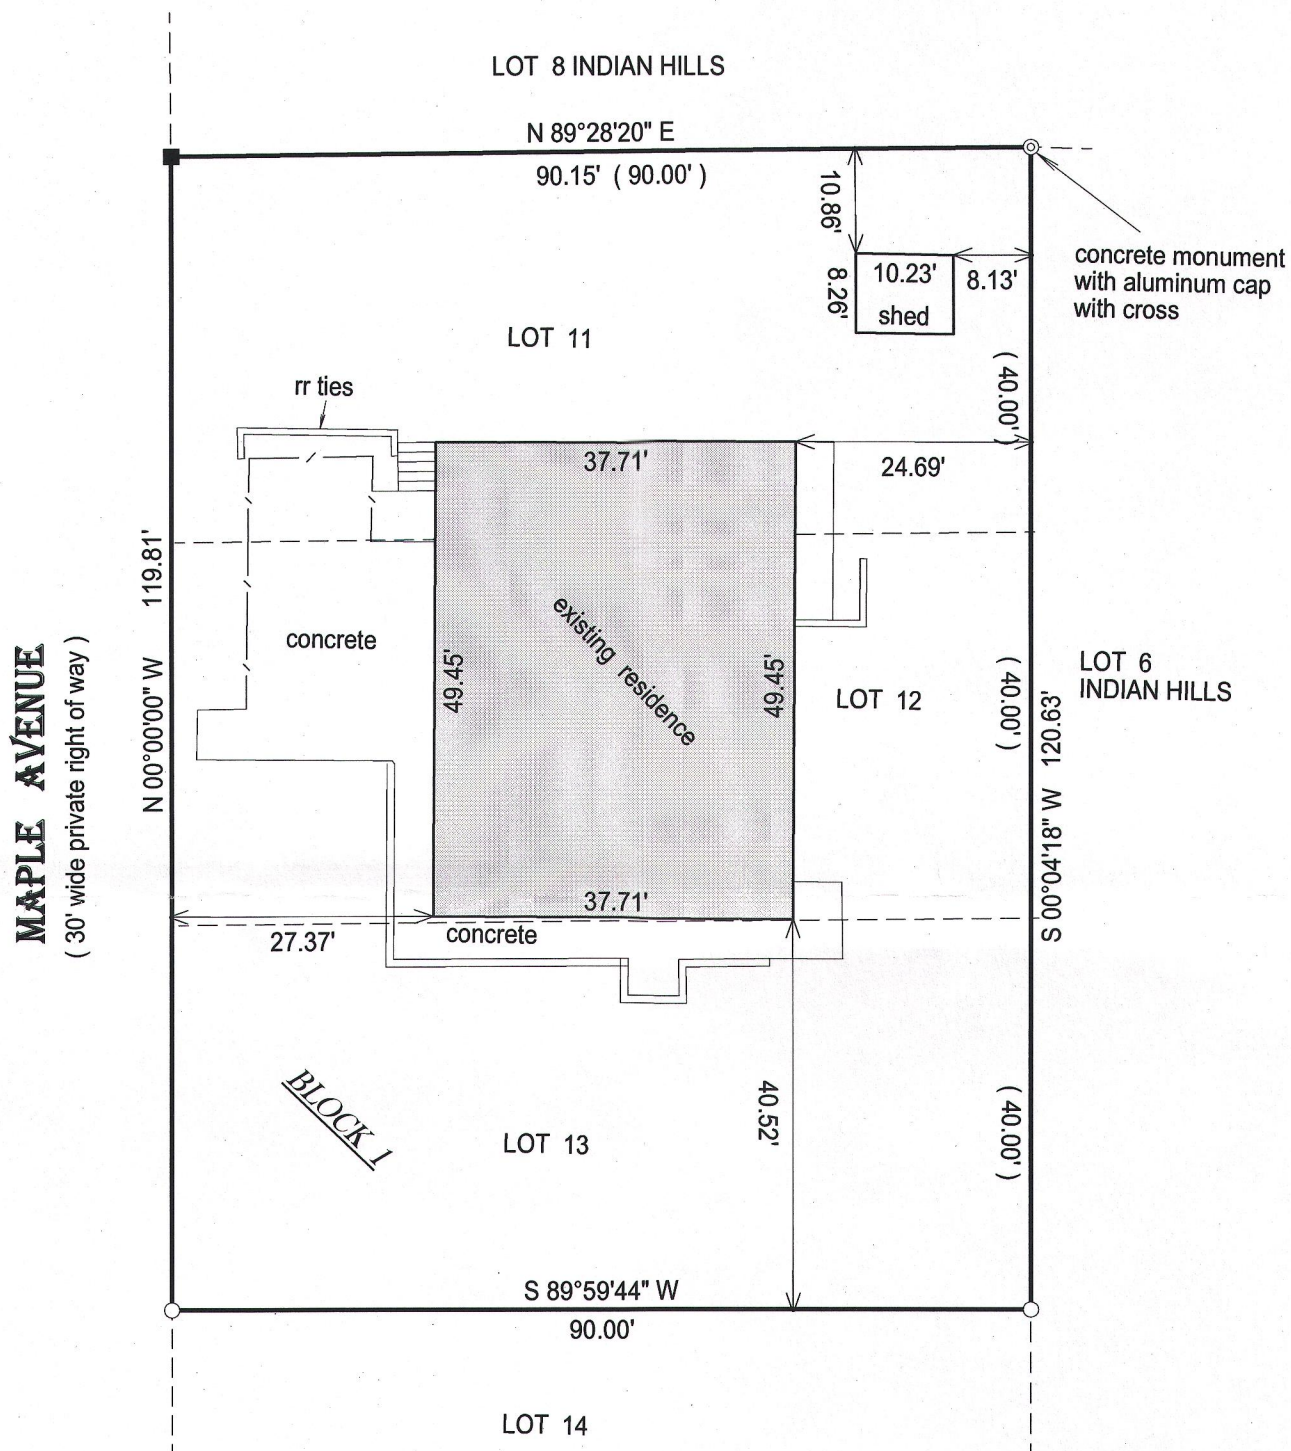 LOT 8 INDIAN HILLS
N 89°28'20" E
90.15' ( 90.00' )
10.86'
concrete monument
with aluminum cap
with cross
10.23'
8.13'
8.26'
shed
LOT 11
( 40.00' )
rr ties
37.71'
24.69'
N 00°00'00" W 119.81'
MAPLE AVENUE
( 30' wide private right of way )
concrete
existing residence
49.45'
49.45'
LOT 12
( 40.00' )
LOT 6
INDIAN HILLS
S 00°04'18" W 120.63'
37.71'
27.37'
concrete
BLOCK 1
40.52'
( 40.00' )
LOT 13
S 89°59'44" W
90.00'
LOT 14